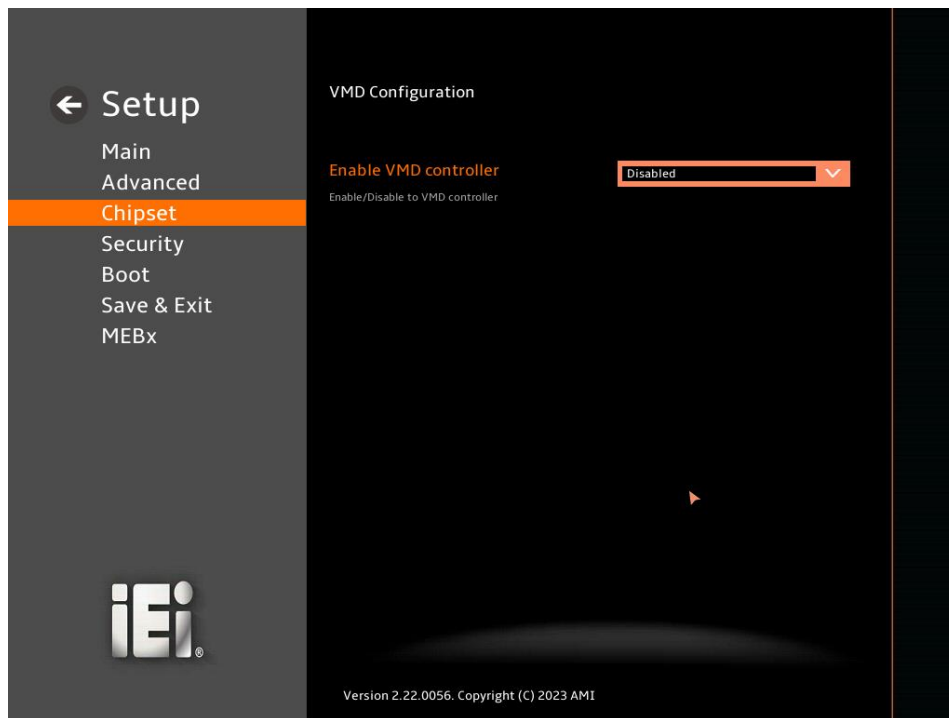 Setup
Main
Advanced
Chipset
Security
Boot
Save & Exit
MEBx
iEi®
VMD Configuration
Enable VMD controller
Disabled
Enable/Disable to VMD controller
Version 2.22.0056. Copyright (C) 2023 AMI